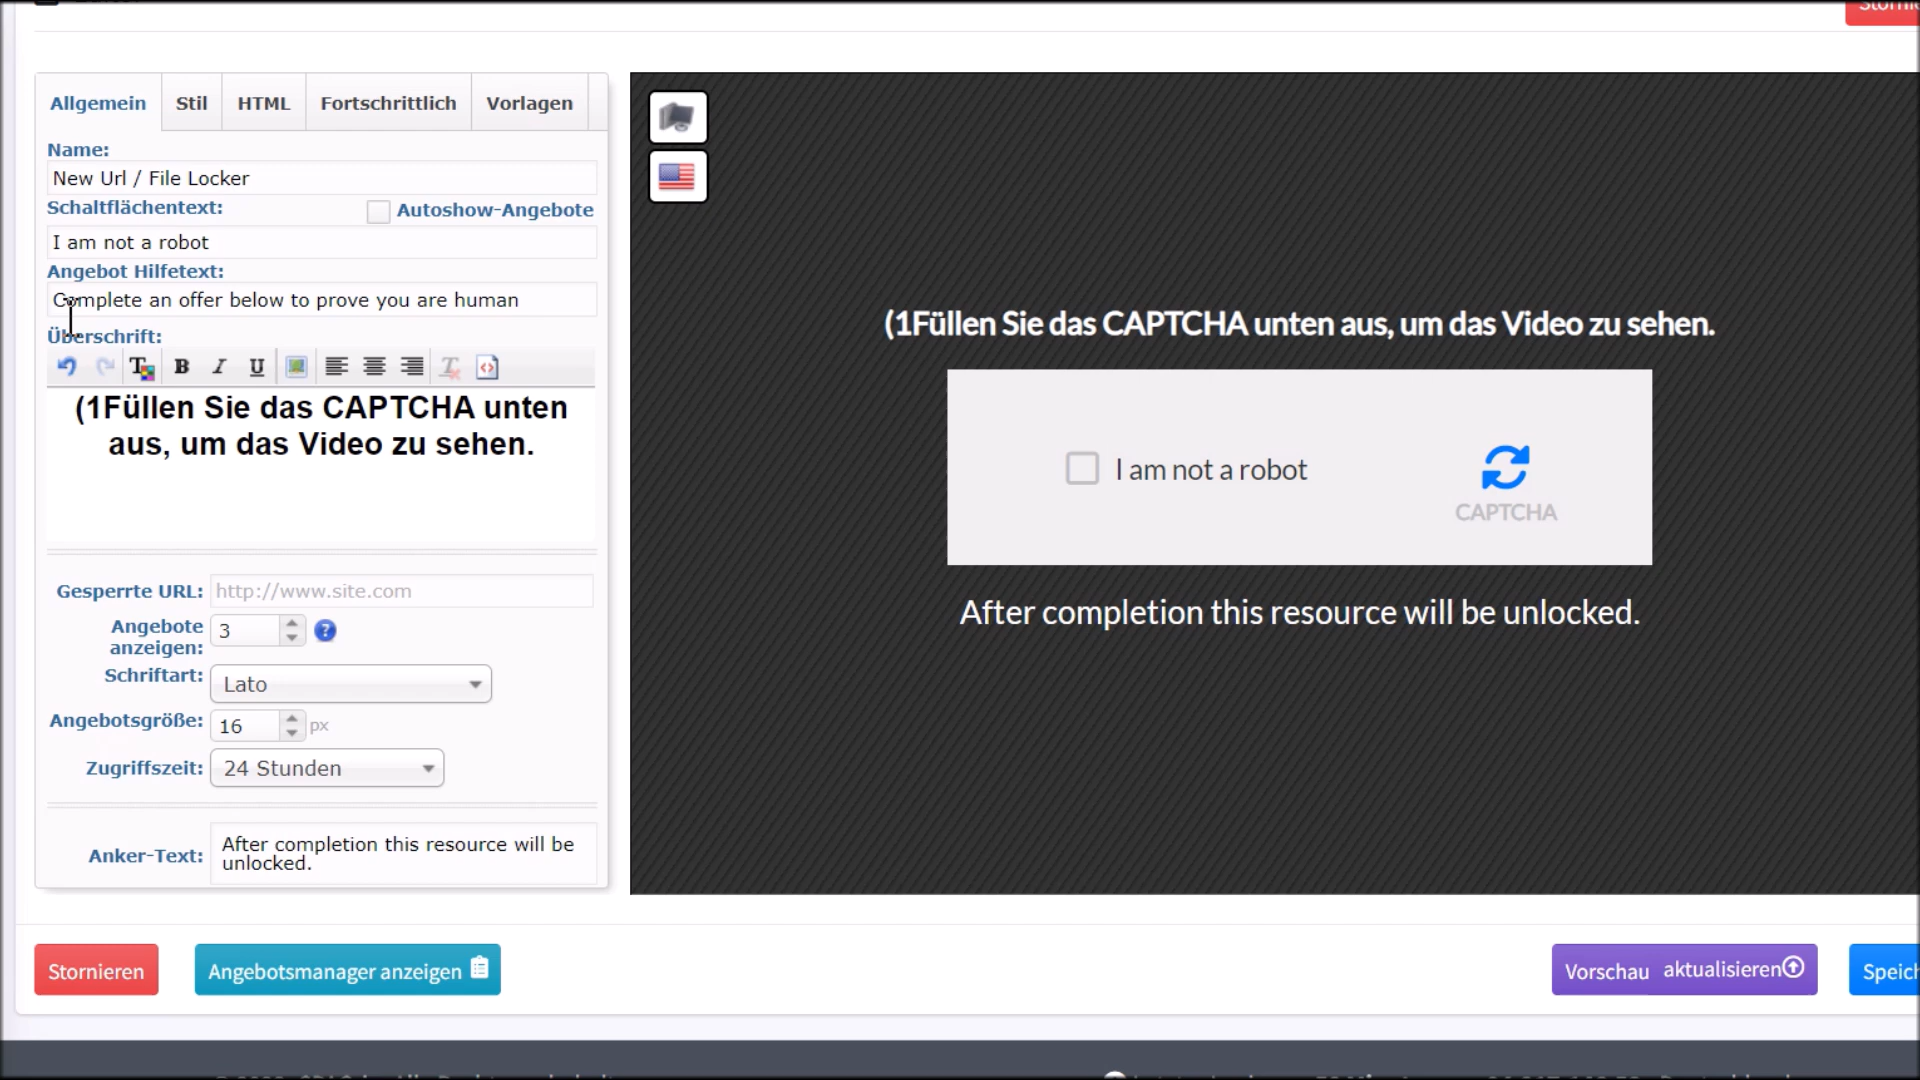 Allgemein Stil HTML Fortschrittlich Vorlagen
Name:
New Url / File Locker
Schaltflächentext: Autoshow-Angebote
I am not a robot
Angebot Hilfetext:
Complete an offer below to prove you are human
Überschrift:
(1Füllen Sie das CAPTCHA unten
aus, um das Video zu sehen.
Gesperrte URL: http://www.site.com
Angebote
anzeigen: 3
Schriftart: Lato
Angebotsgröße: 16 px
Zugriffszeit: 24 Stunden
Anker-Text: After completion this resource will be
unlocked.
(1Füllen Sie das CAPTCHA unten aus, um das Video zu sehen.
I am not a robot
CAPTCHA
After completion this resource will be unlocked.
Stornieren Angebotsmanager anzeigen Vorschau aktualisieren Speich